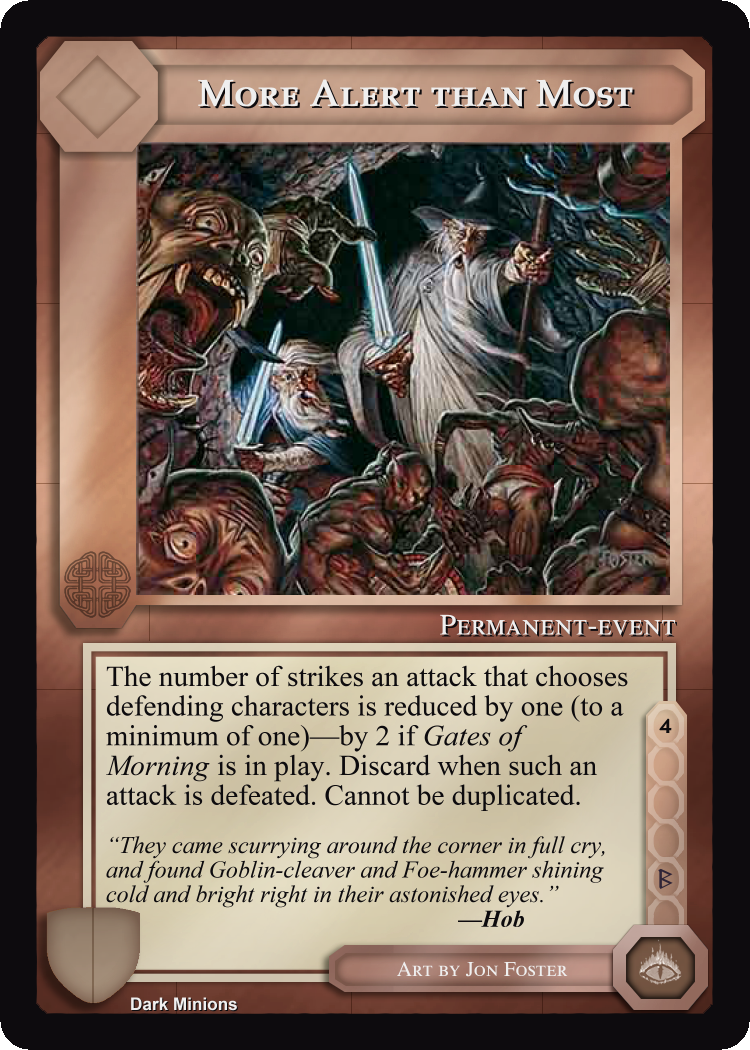 More Alert than Most
FOSTER
Permanent-event
The number of strikes an attack that chooses
defending characters is reduced by one (to a
minimum of one)—by 2 if Gates of
Morning is in play. Discard when such an
attack is defeated. Cannot be duplicated.
4
“They came scurrying around the corner in full cry,
and found Goblin-cleaver and Foe-hammer shining
cold and bright right in their astonished eyes.”
—Hob
ᛒ
Art by Jon Foster
Dark Minions